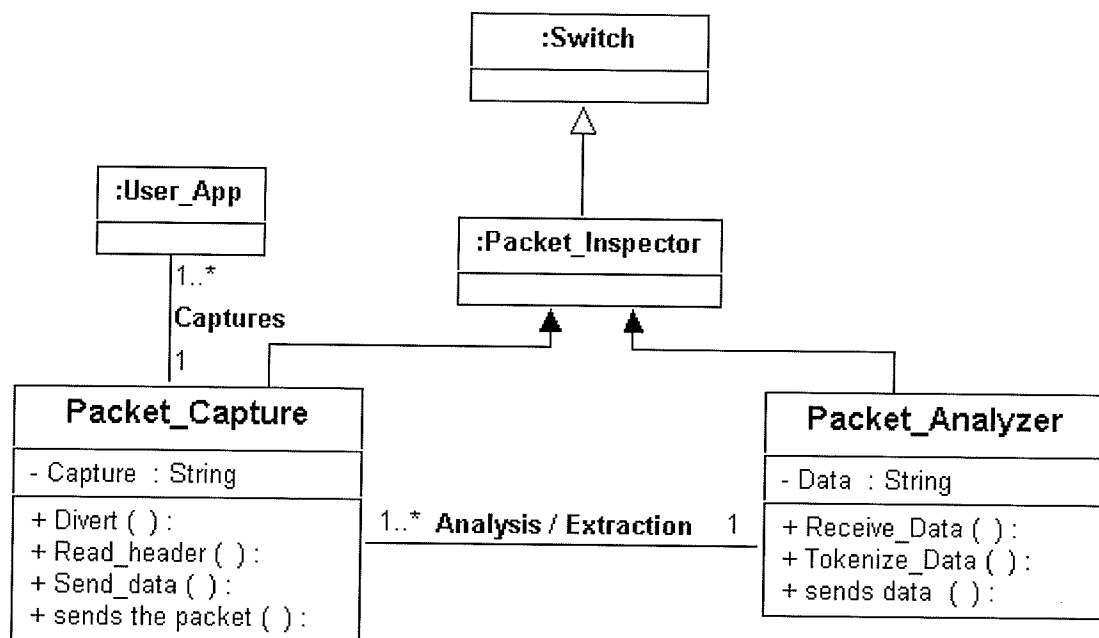 :Switch
:User_App
:Packet_Inspector
1..*
Captures
1
Packet_Capture
- Capture : String
+ Divert ( ) :
+ Read_header ( ) :
+ Send_data ( ) :
+ sends the packet ( ) :
1..* Analysis / Extraction 1
Packet_Analyzer
- Data : String
+ Receive_Data ( ) :
+ Tokenize_Data ( ) :
+ sends data ( ) :